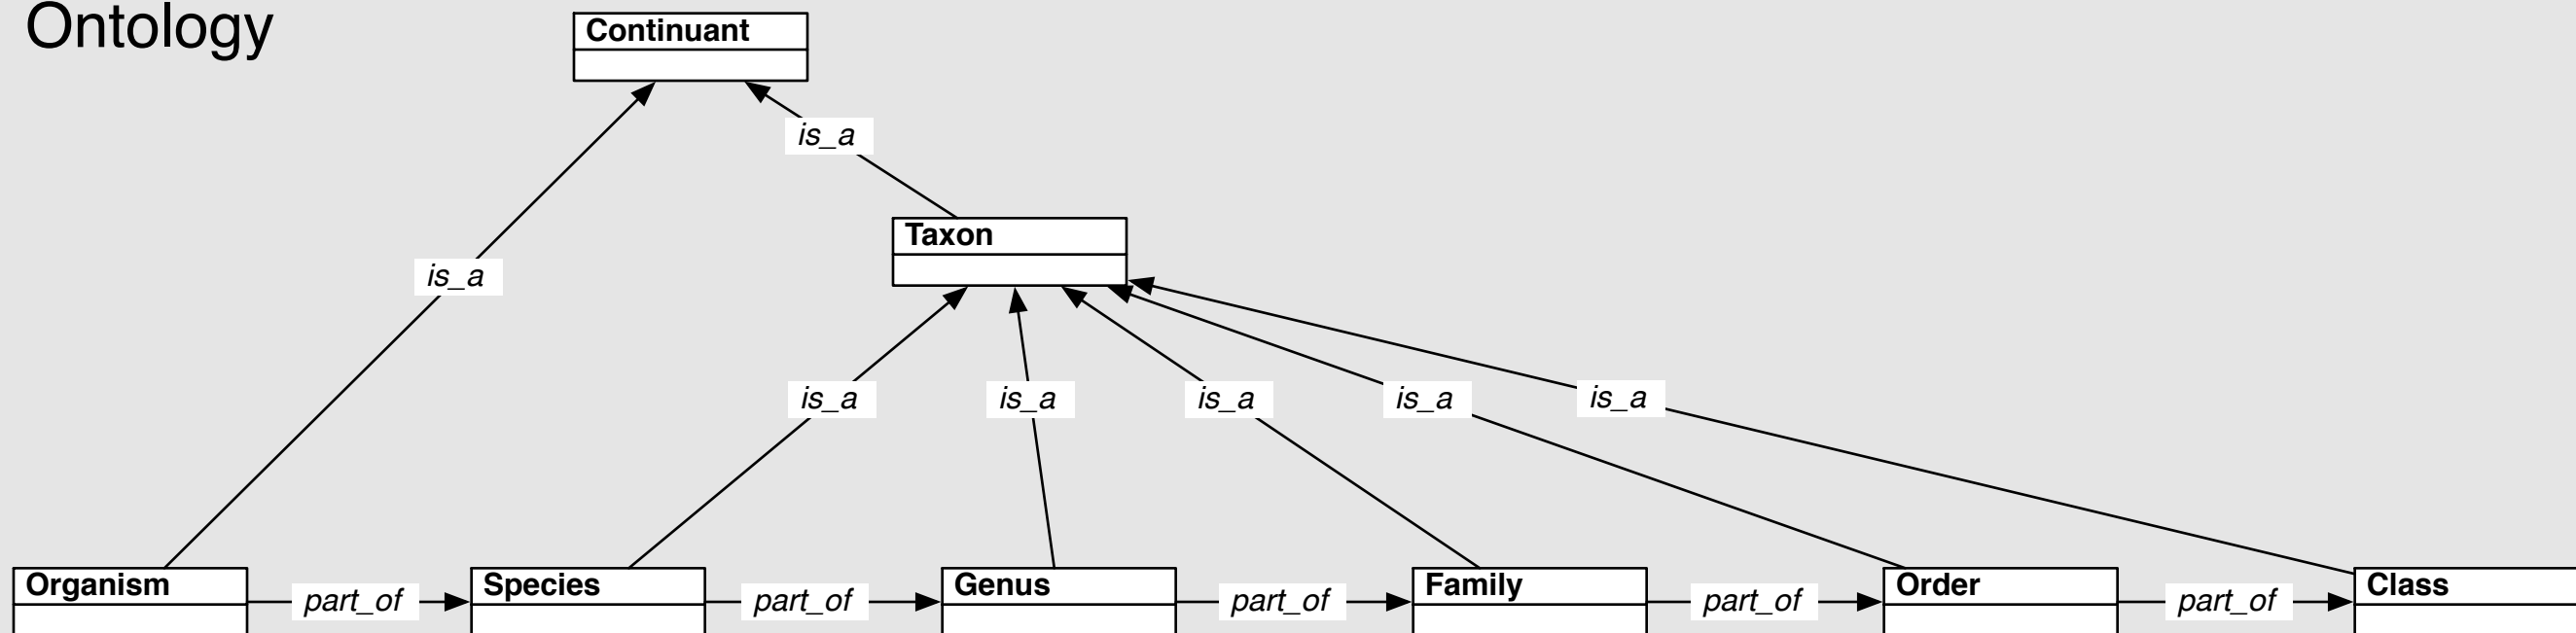 Ontology
Continuant
is_a
Taxon
is_a
is_a is_a is_a is_a is_a
Organism part_of Species part_of Genus part_of Family part_of Order part_of Class